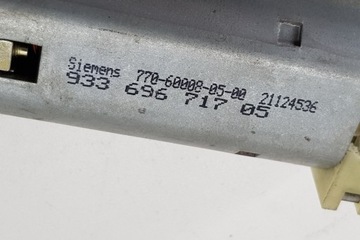 Siemens 770-60008-05-00 21124536
933 696 717 05